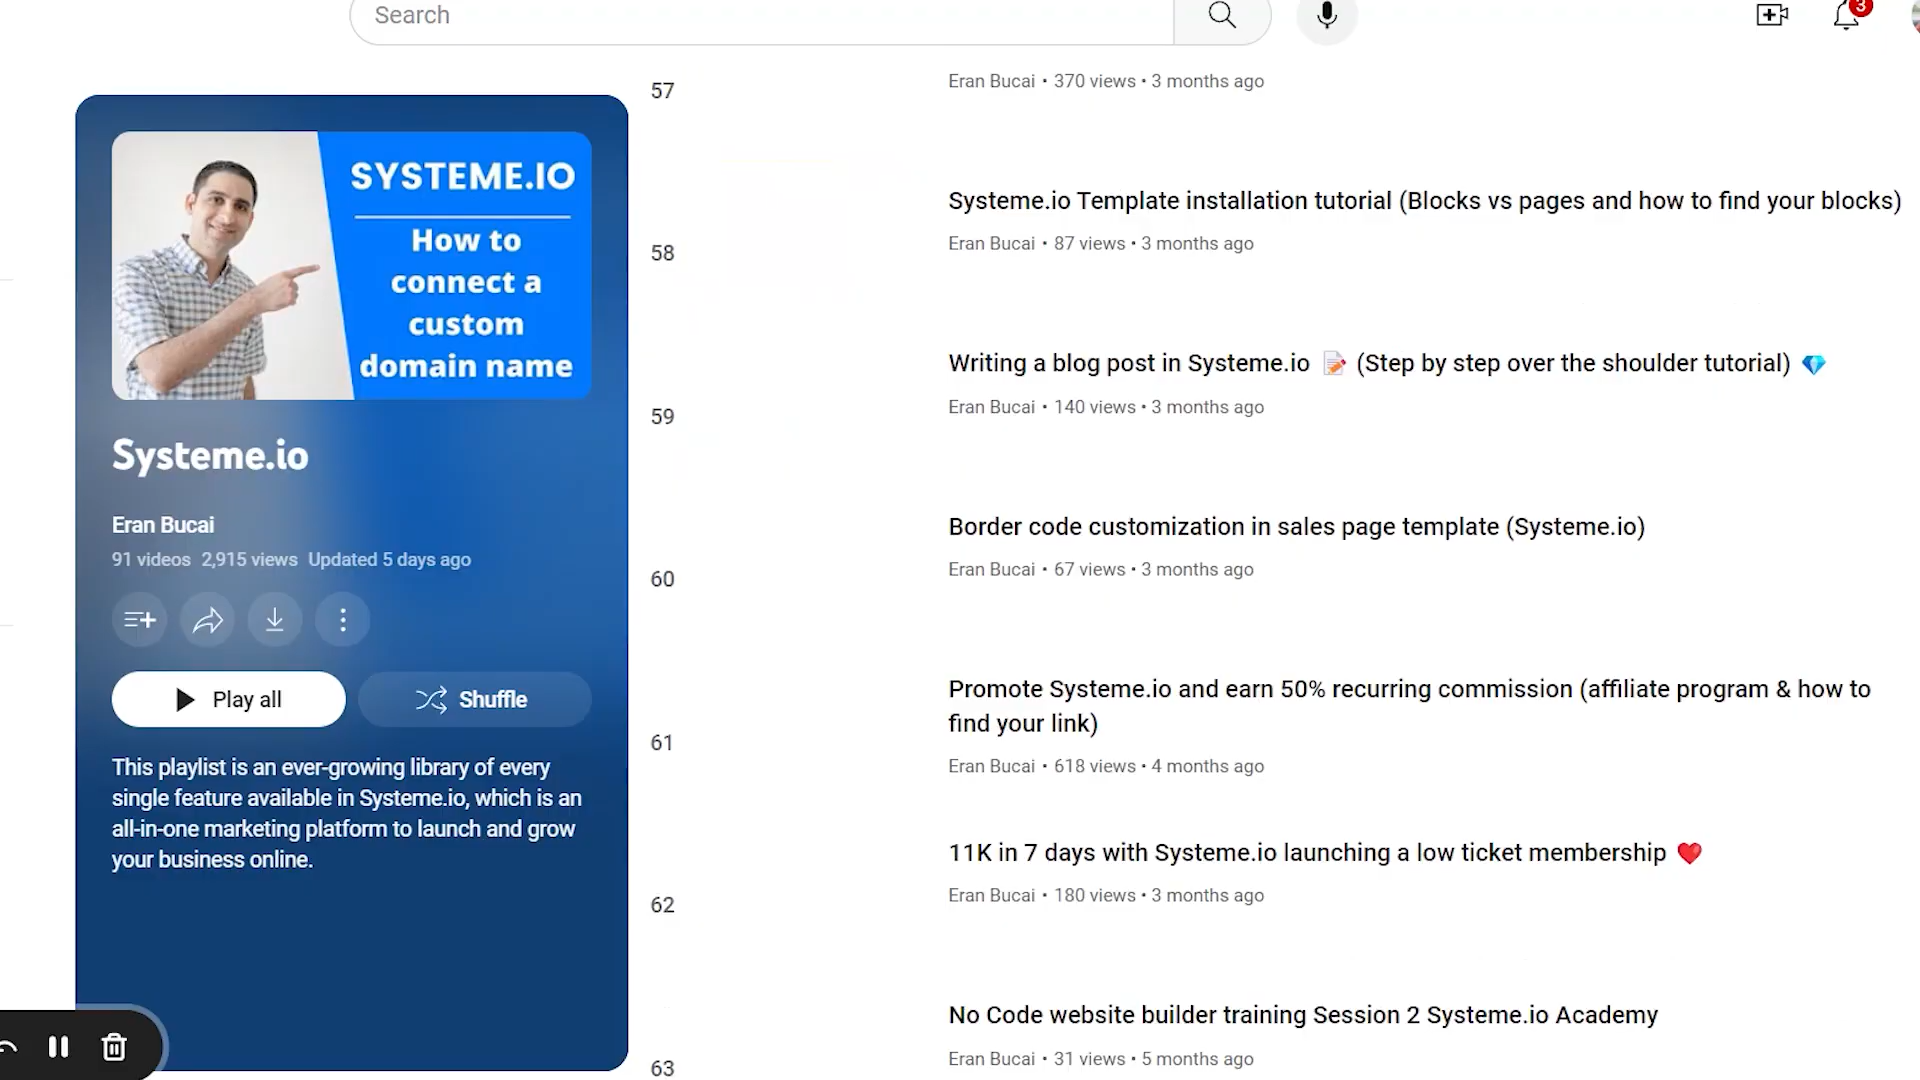 Search
3
SYSTEME.IO
How to
connect a
custom
domain name
Systeme.io
Eran Bucai
91 videos 2,915 views Updated 5 days ago
Play all
Shuffle
This playlist is an ever-growing library of every
single feature available in Systeme.io, which is an
all-in-one marketing platform to launch and grow
your business online.
57
Eran Bucai • 370 views • 3 months ago
58
Systeme.io Template installation tutorial (Blocks vs pages and how to find your blocks)
Eran Bucai • 87 views • 3 months ago
59
Writing a blog post in Systeme.io 📝 (Step by step over the shoulder tutorial) 💎
Eran Bucai • 140 views • 3 months ago
60
Border code customization in sales page template (Systeme.io)
Eran Bucai • 67 views • 3 months ago
61
Promote Systeme.io and earn 50% recurring commission (affiliate program & how to
find your link)
Eran Bucai • 618 views • 4 months ago
62
11K in 7 days with Systeme.io launching a low ticket membership ❤️
Eran Bucai • 180 views • 3 months ago
63
No Code website builder training Session 2 Systeme.io Academy
Eran Bucai • 31 views • 5 months ago